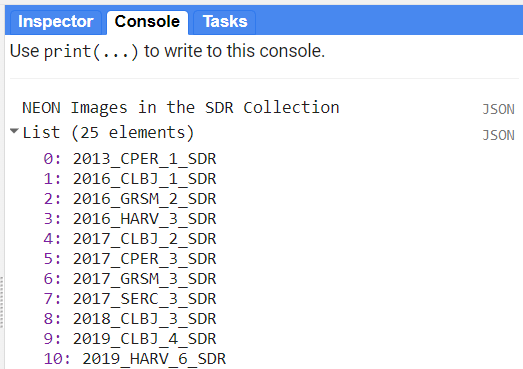 Inspector Console Tasks
Use print(...) to write to this console.
NEON Images in the SDR Collection JSON
List (25 elements) JSON
0: 2013_CPER_1_SDR
1: 2016_CLBJ_1_SDR
2: 2016_GRSM_2_SDR
3: 2016_HARV_3_SDR
4: 2017_CLBJ_2_SDR
5: 2017_CPER_3_SDR
6: 2017_GRSM_3_SDR
7: 2017_SERC_3_SDR
8: 2018_CLBJ_3_SDR
9: 2019_CLBJ_4_SDR
10: 2019_HARV_6_SDR